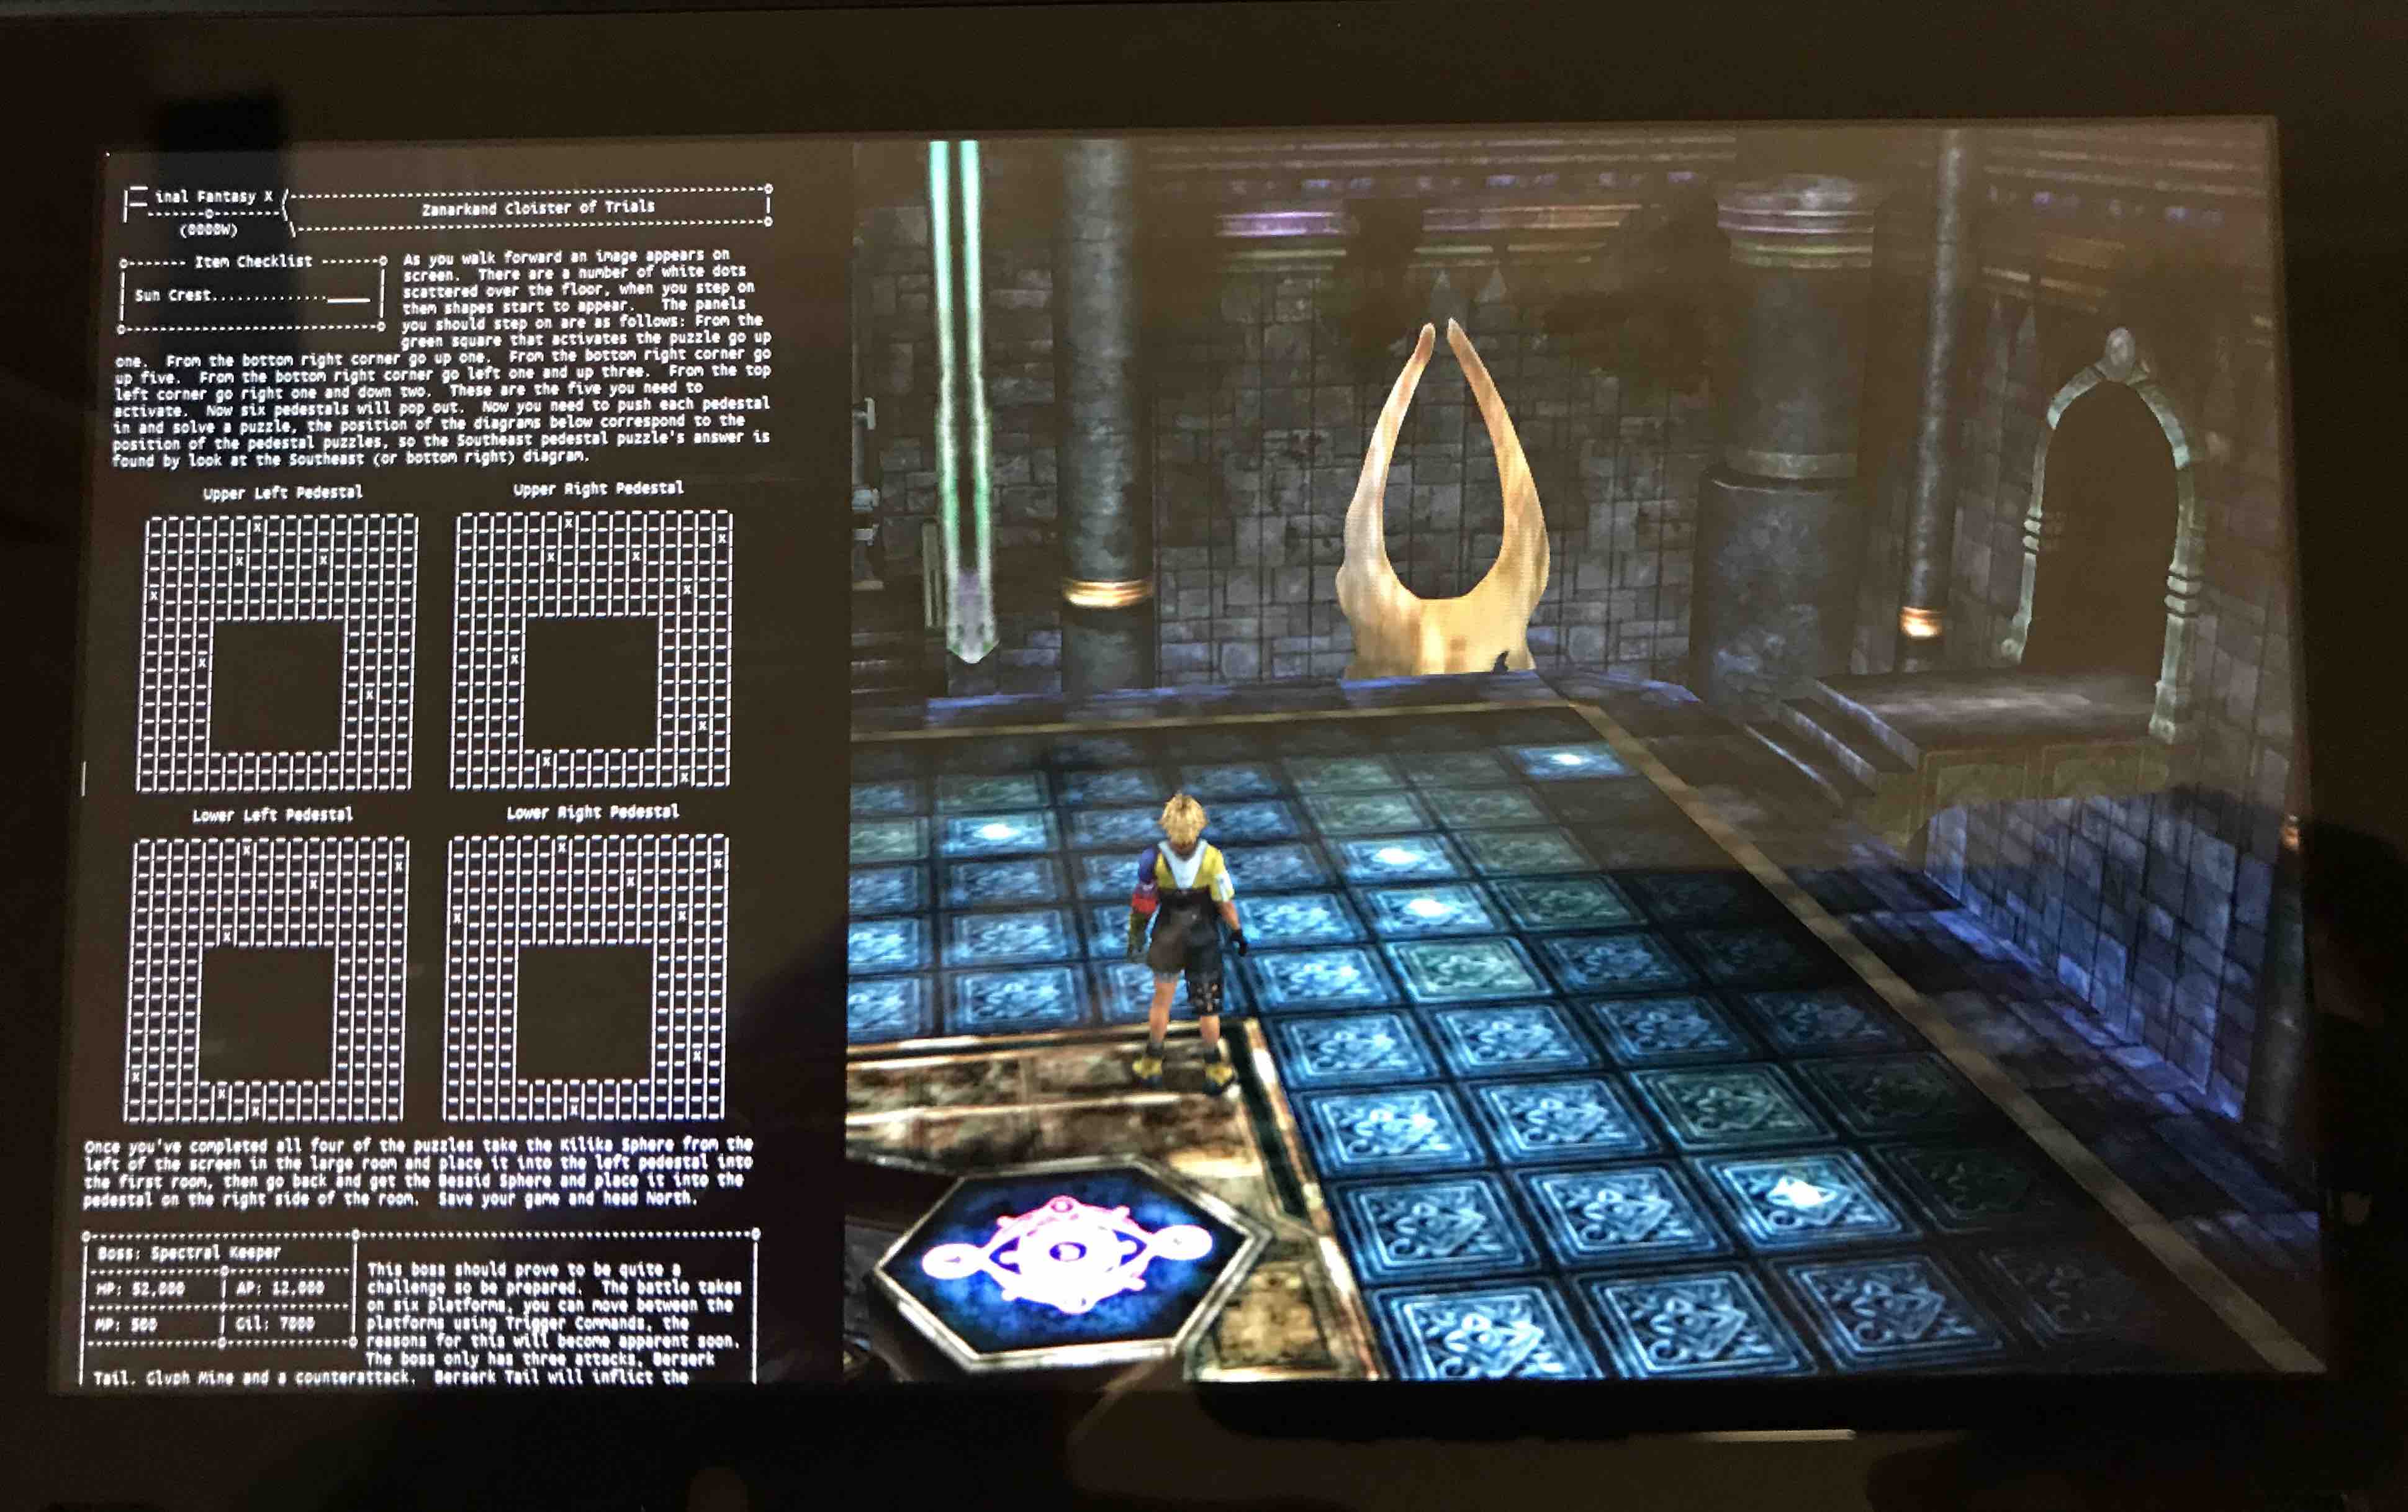 Final Fantasy X
Zanarkand Cloister of Trials
(0000W)
Item Checklist
Sun Crest...............____
As you walk forward an image appears on
screen. There are a number of white dots
scattered over the floor, when you step on
them shapes start to appear. The panels
you should step on are as follows: From the
green square that activates the puzzle go up
one. From the bottom right corner go up one. From the bottom right corner go
up five. From the bottom right corner go left one and up three. From the top
left corner go right one and down two. These are the five you need to
activate. Now six pedestals will pop out. Now you need to push each pedestal
in and solve a puzzle, the position of the diagrams below correspond to the
position of the pedestal puzzles, so the Southeast pedestal puzzle's answer is
found by look at the Southeast (or bottom right) diagram.
Upper Left Pedestal
Upper Right Pedestal
Lower Left Pedestal
Lower Right Pedestal
Once you've completed all four of the puzzles take the Kilika Sphere from the
left of the screen in the large room and place it into the left pedestal into
the first room, then go back and get the Besaid Sphere and place it into the
pedestal on the right side of the room. Save your game and head North.
Boss: Spectral Keeper
HP: 52,000 | AP: 12,000
MP: 500 | Gil: 7000
This boss should prove to be quite a
challenge so be prepared. The battle takes
on six platforms, you can move between the
platforms using Trigger Commands, the
reasons for this will become apparent soon.
The boss only has three attacks, Berserk
Tail, Glyph Mine and a counterattack. Berserk Tail will inflict the